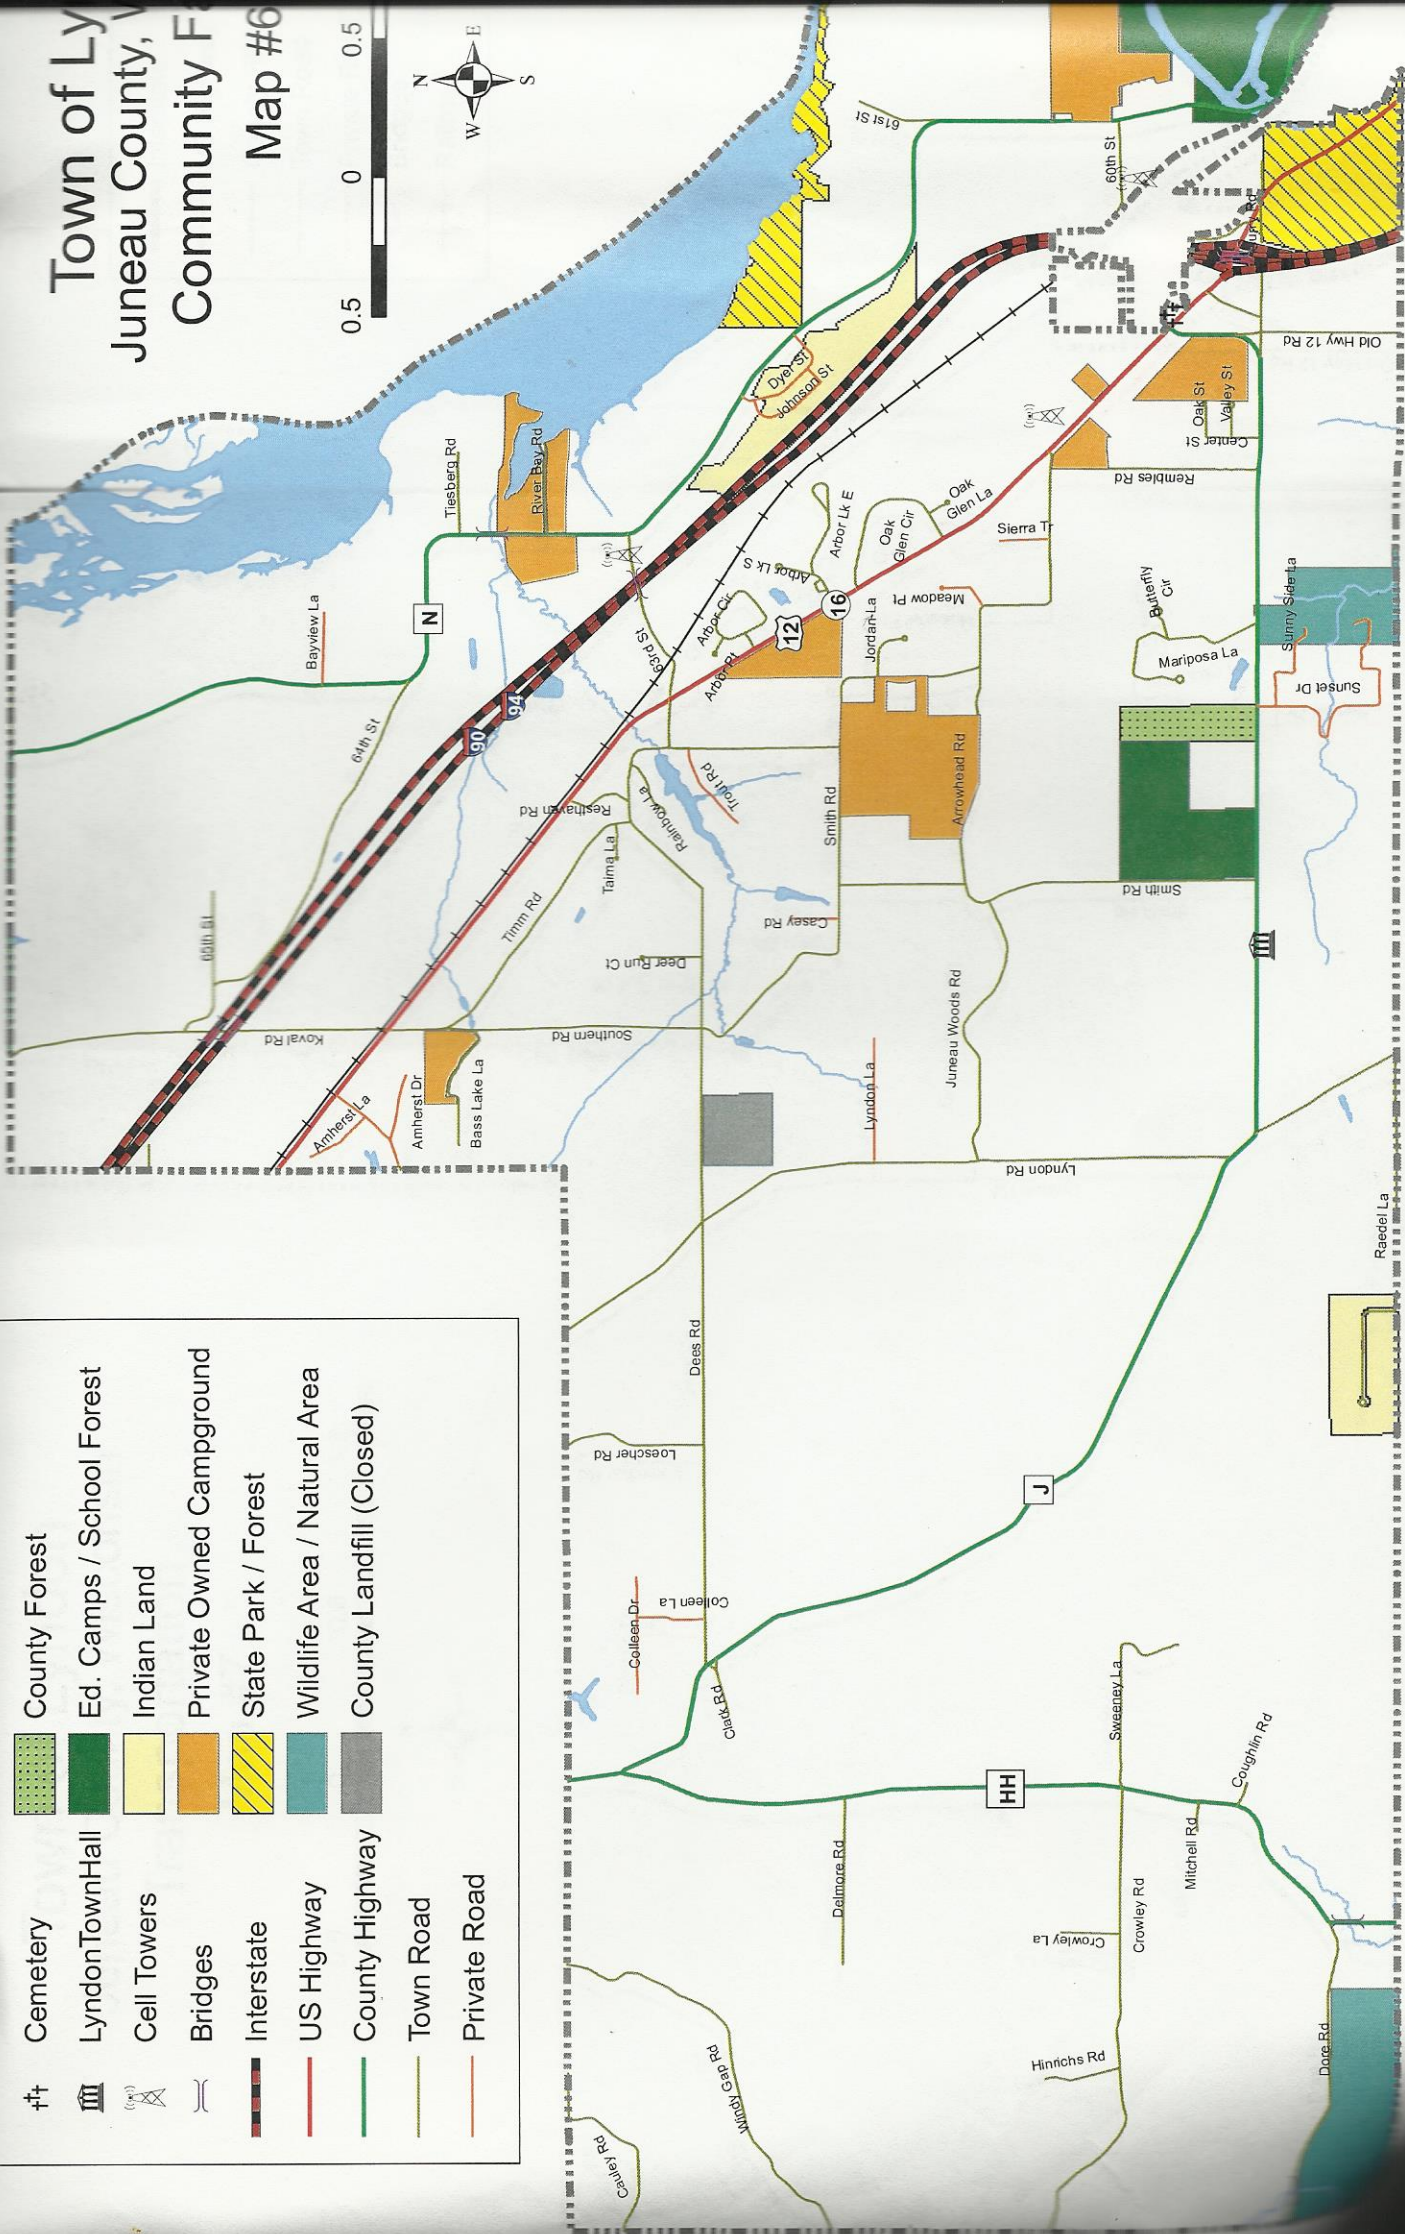 Town of Ly
Juneau County,
Community Fa
Map #6
0.5
0
0.5
N
E
S
W
Cemetery
LyndonTownHall
Cell Towers
Bridges
Interstate
US Highway
County Highway
Town Road
Private Road
County Forest
Ed. Camps / School Forest
Indian Land
Private Owned Campground
State Park / Forest
Wildlife Area / Natural Area
County Landfill (Closed)
61st St
60th St
Dyer St
Johnson St
Tiesberg Rd
River Bay Rd
Bayview La
N
64th St
65th St
90
94
63rd St
Koval Rd
Amherst La
Amherst Dr
Bass Lake La
Southern Rd
Timm Rd
Resthaven Rd
Taima La
Rainbow La
Trout Rd
Deer Run Ct
Arbor Cir
Arbor Pt
Arbor Lk S
Arbor Lk E
12
16
Oak
Glen Cir
Oak
Glen La
Sierra Tr
Meadow Pt
Jordan La
Smith Rd
Arrowhead Rd
Casey Rd
Smith Rd
Juneau Woods Rd
Lyndon La
Lyndon Rd
Rembles Rd
Center St
Oak St
Valley St
Old Hwy 12 Rd
Butterfly
Cir
Mariposa La
Sunny Side La
Sunset Dr
Raedel La
J
Dees Rd
Loescher Rd
Colleen Dr
Colleen La
Clark Rd
HH
Delmore Rd
Sweeney La
Coughlin Rd
Mitchell Rd
Crowley La
Crowley Rd
Hinrichs Rd
Dore Rd
Windy Gap Rd
Cauley Rd